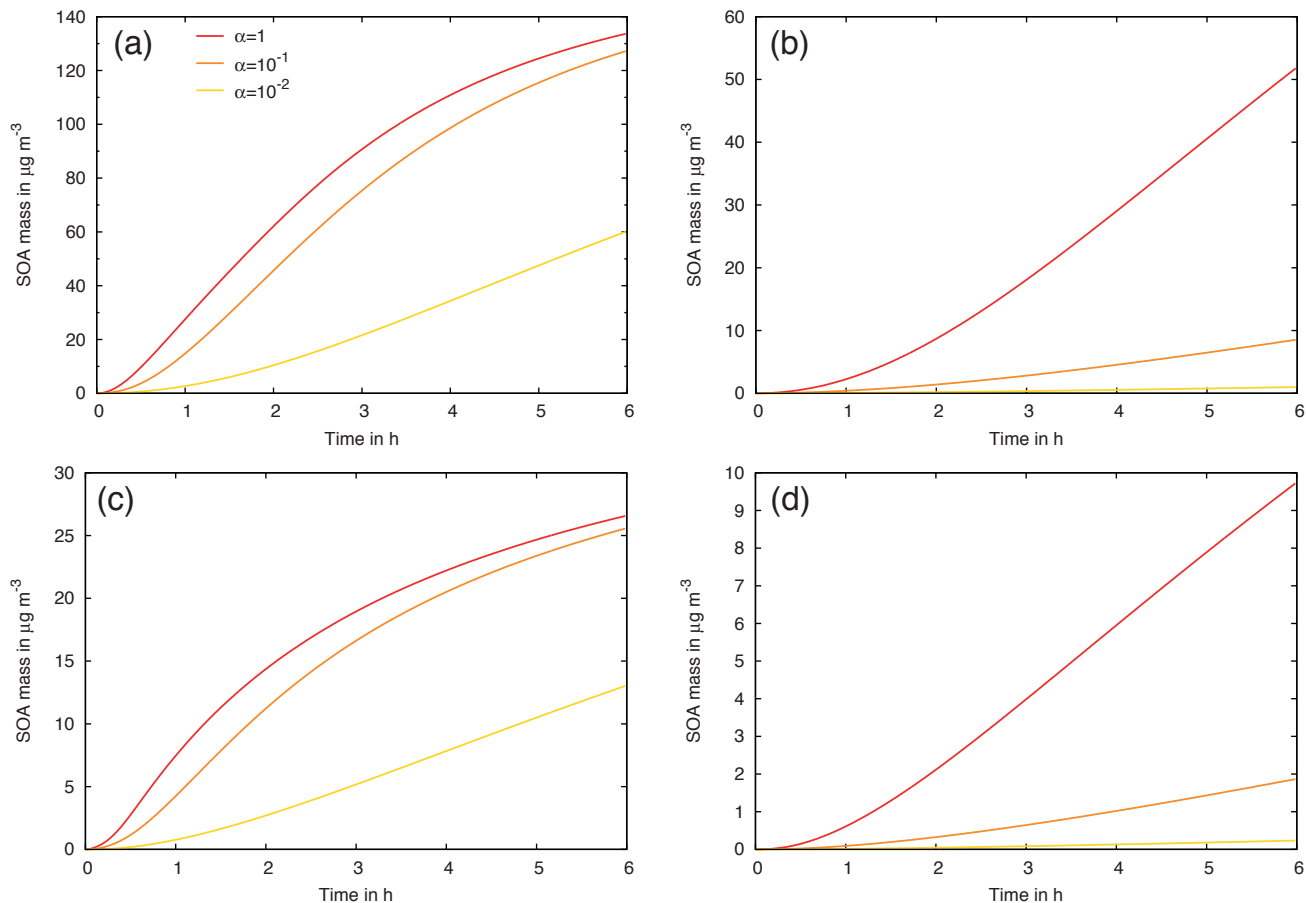 (a)
α=1
α=10⁻¹
α=10⁻²
140
120
100
80
60
40
20
0
SOA mass in μg m⁻³
0 1 2 3 4 5 6
Time in h
(b)
60
50
40
30
20
10
0
SOA mass in μg m⁻³
0 1 2 3 4 5 6
Time in h
(c)
30
25
20
15
10
5
0
SOA mass in μg m⁻³
0 1 2 3 4 5 6
Time in h
(d)
10
9
8
7
6
5
4
3
2
1
0
SOA mass in μg m⁻³
0 1 2 3 4 5 6
Time in h